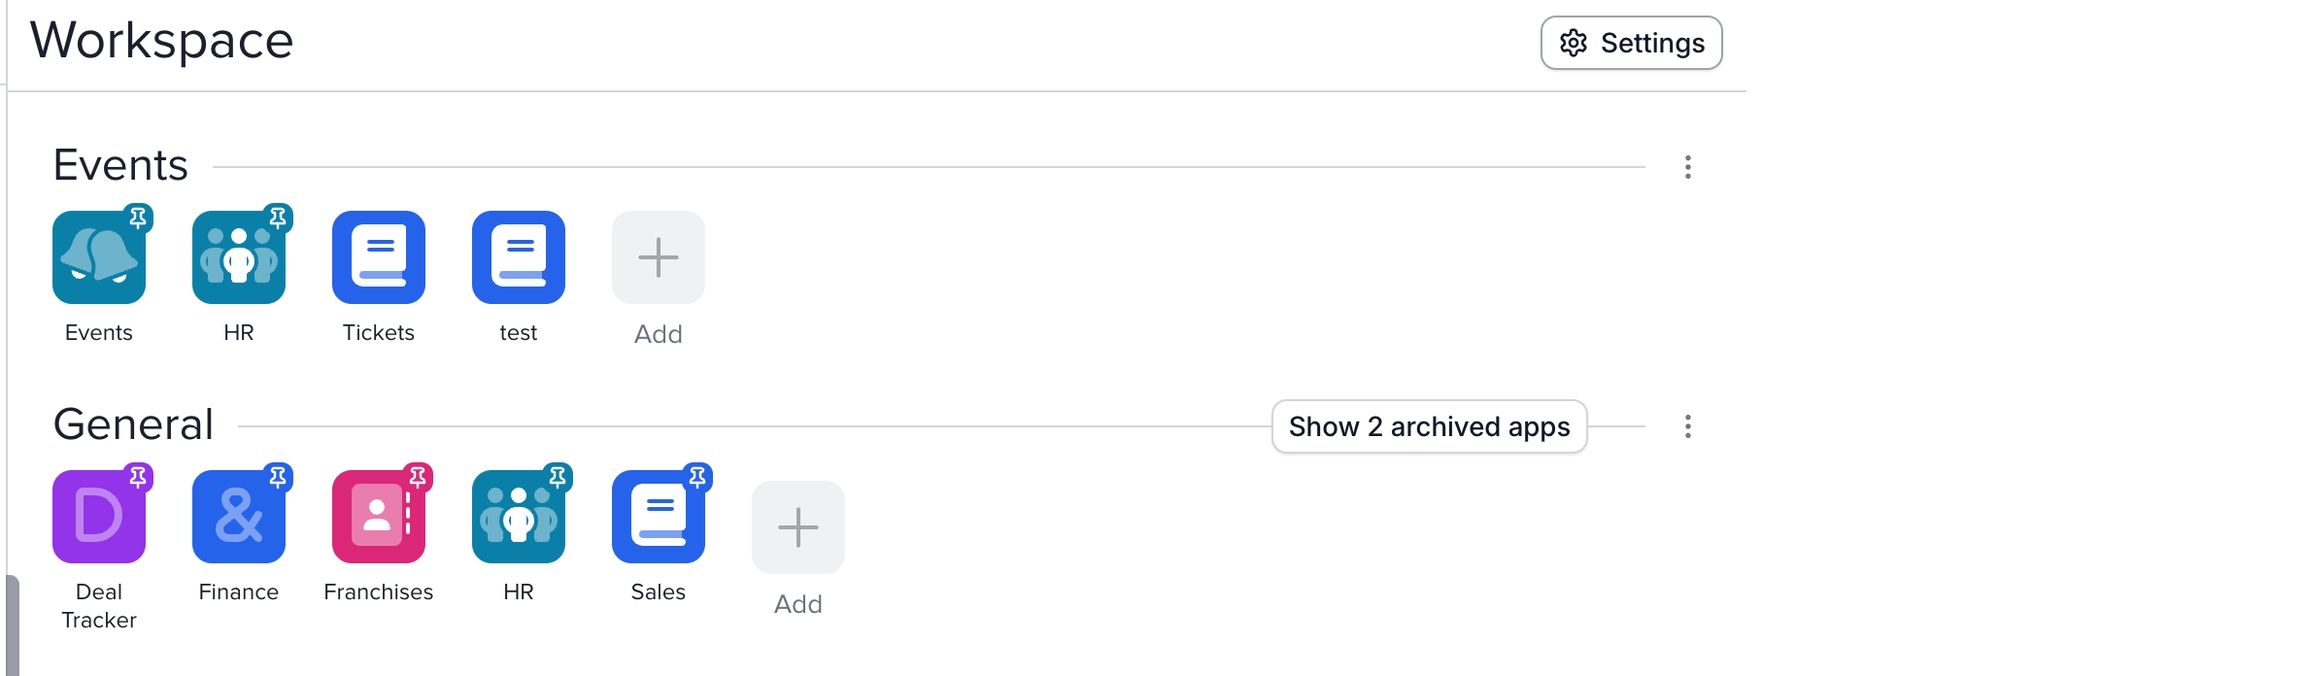 Workspace
Settings
Events
Events
HR
Tickets
test
Add
General
Show 2 archived apps
D
&
Deal
Tracker
Finance
Franchises
HR
Sales
Add